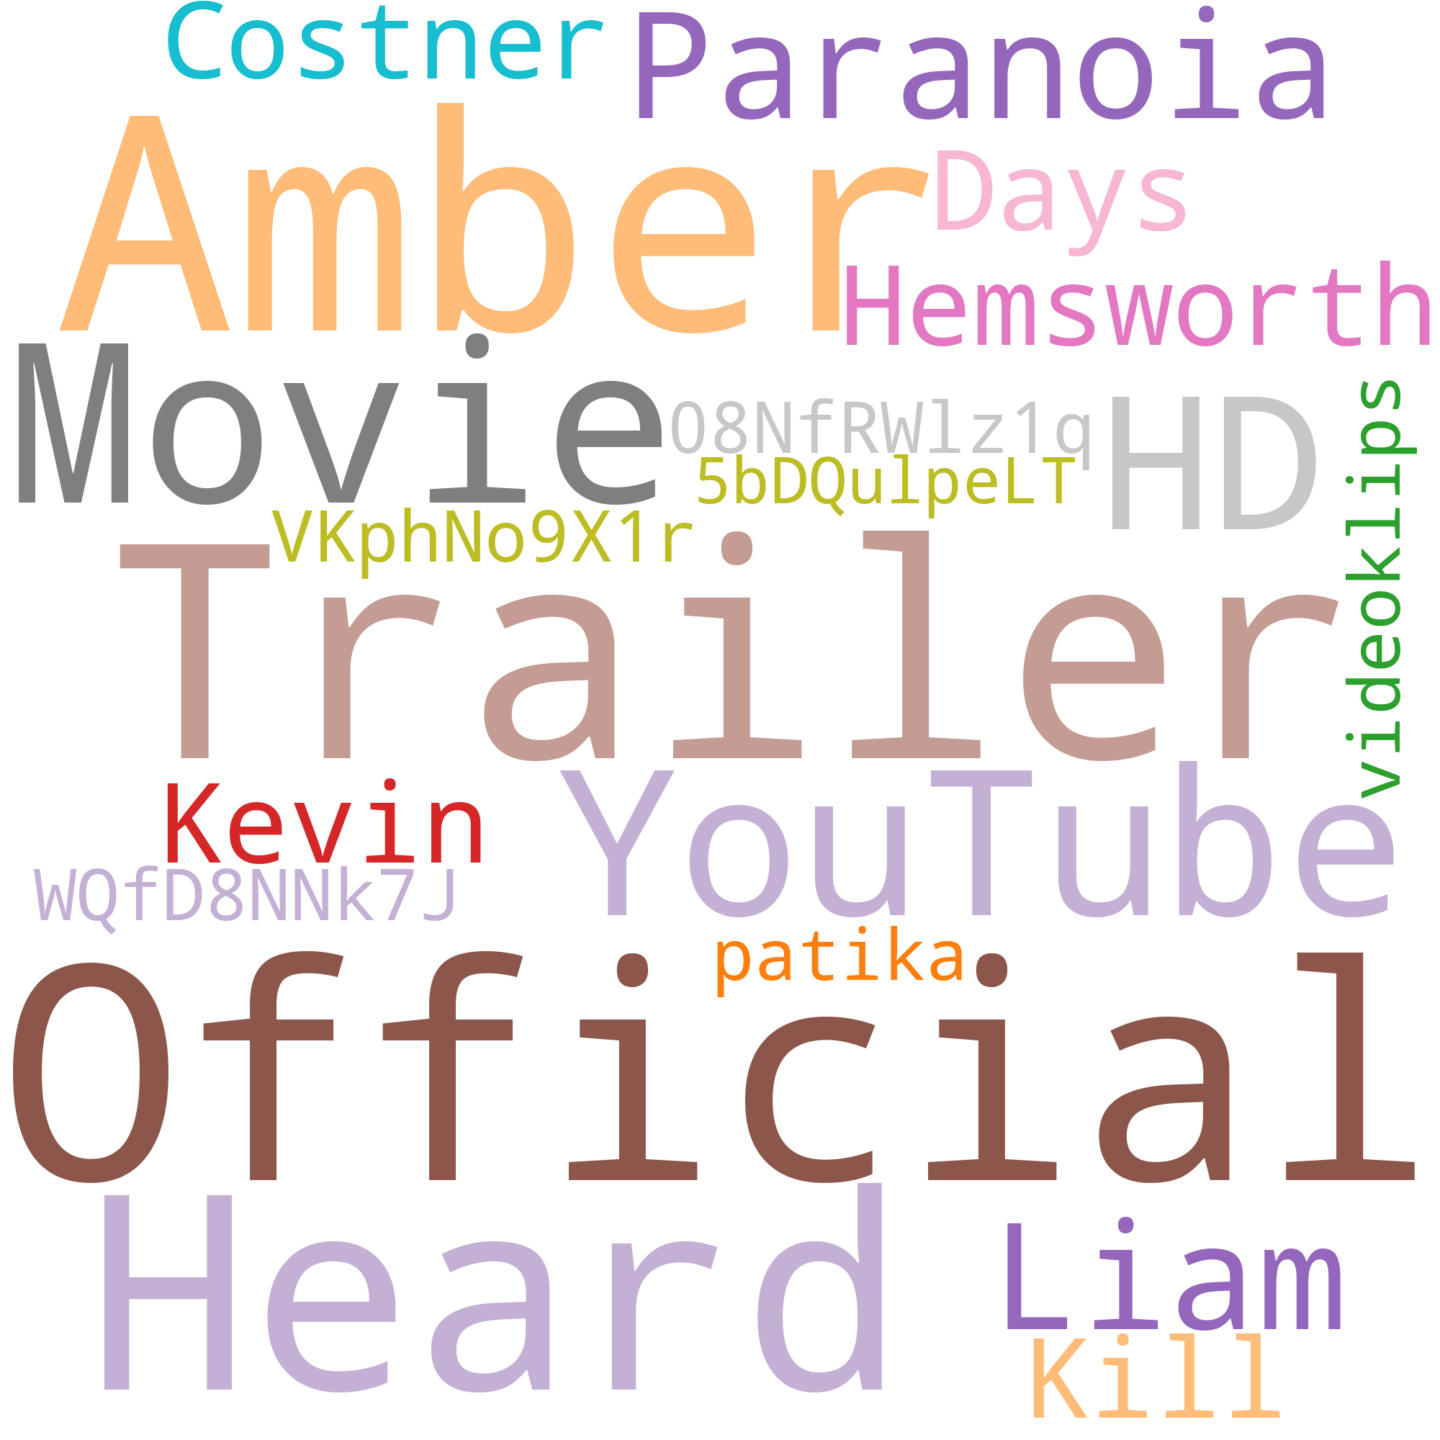 Costner
Paranoia
Amber
Days
Hemsworth
Movie
O8NfRWlz1q
HD
videoklips
5bDQulpeLT
VKphNo9X1r
Trailer
Kevin
YouTube
WQfD8NNk7J
patika
Official
Heard
Liam
Kill